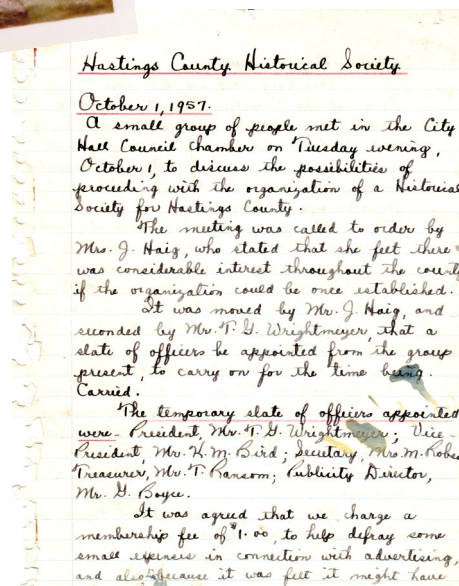 Hastings County Historical Society
October 1, 1957.
A small group of people met in the City
Hall Council Chamber on Tuesday evening,
October 1, to discuss the possibilities of
proceeding with the organization of a Historical
Society for Hastings County.
The meeting was called to order by
Mrs. J. Haig, who stated that she felt there
was considerable interest throughout the county
if the organization could be once established.
It was moved by Mr. J. Haig, and
seconded by Mr. T. G. Wrightmeyer, that a
slate of officers be appointed from the group
present, to carry on for the time being.
Carried.
The temporary slate of officers appointed
were - President, Mr. T. G. Wrightmeyer; Vice-
President, Mr. H. M. Bird; Secretary, Mrs. M.
Treasurer, Mr. T. Ransom; Publicity Director,
Mr. G. Boyce.
It was agreed that we charge a
membership fee of $1.00, to help defray some
small expenses in connection with advertising,
and also because it was felt it might have